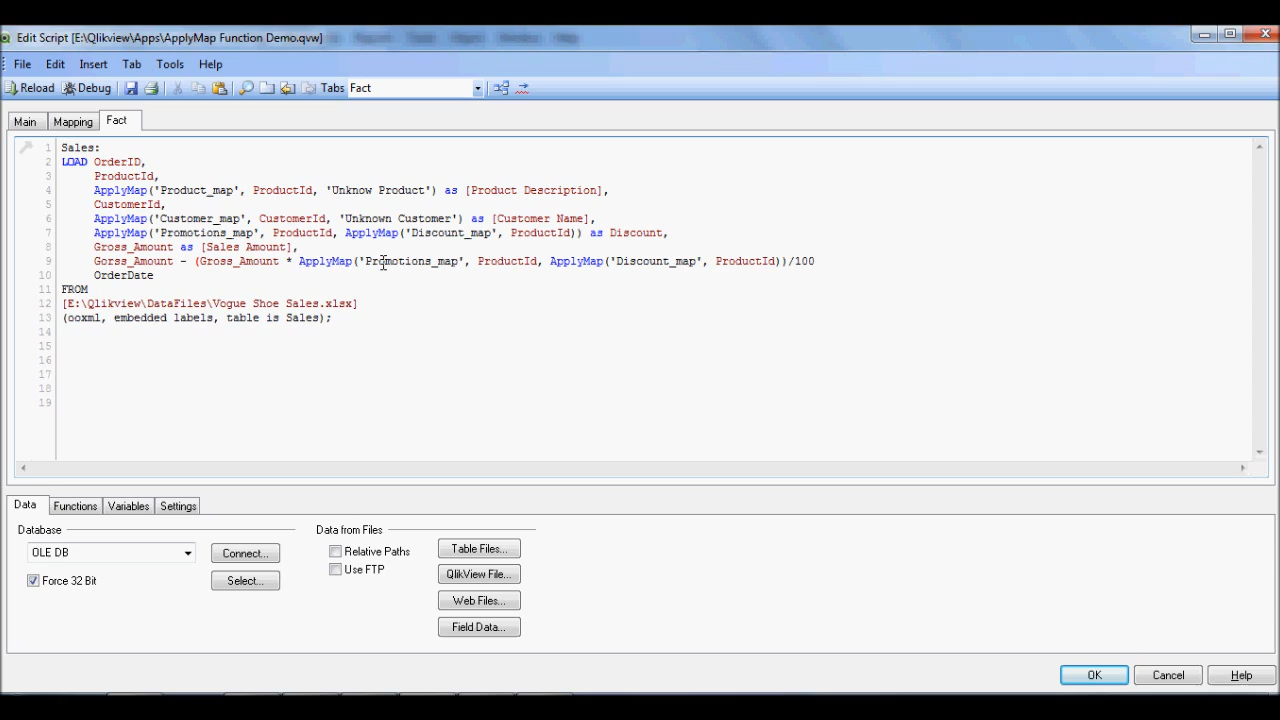 Edit Script [E:\Qlikview\Apps\ApplyMap Function Demo.qvw]
File Edit Insert Tab Tools Help
Reload Debug Tabs Fact
Main Mapping Fact
1 Sales:
2 LOAD OrderID,
3 ProductId,
4 ApplyMap('Product_map', ProductId, 'Unknow Product') as [Product Description],
5 CustomerId,
6 ApplyMap('Customer_map', CustomerId, 'Unknown Customer') as [Customer Name],
7 ApplyMap('Promotions_map', ProductId, ApplyMap('Discount_map', ProductId)) as Discount,
8 Gross_Amount as [Sales Amount],
9 Gorss_Amount - (Gross_Amount * ApplyMap('Promotions_map', ProductId, ApplyMap('Discount_map', ProductId))/100
10 OrderDate
11 FROM
12 [E:\Qlikview\DataFiles\Vogue Shoe Sales.xlsx]
13 (ooxml, embedded labels, table is Sales);
14
15
16
17
18
19
Data Functions Variables Settings
Database Data from Files
OLE DB Connect... Relative Paths Table Files...
Force 32 Bit Select... Use FTP QlikView File...
Web Files...
Field Data...
OK Cancel Help